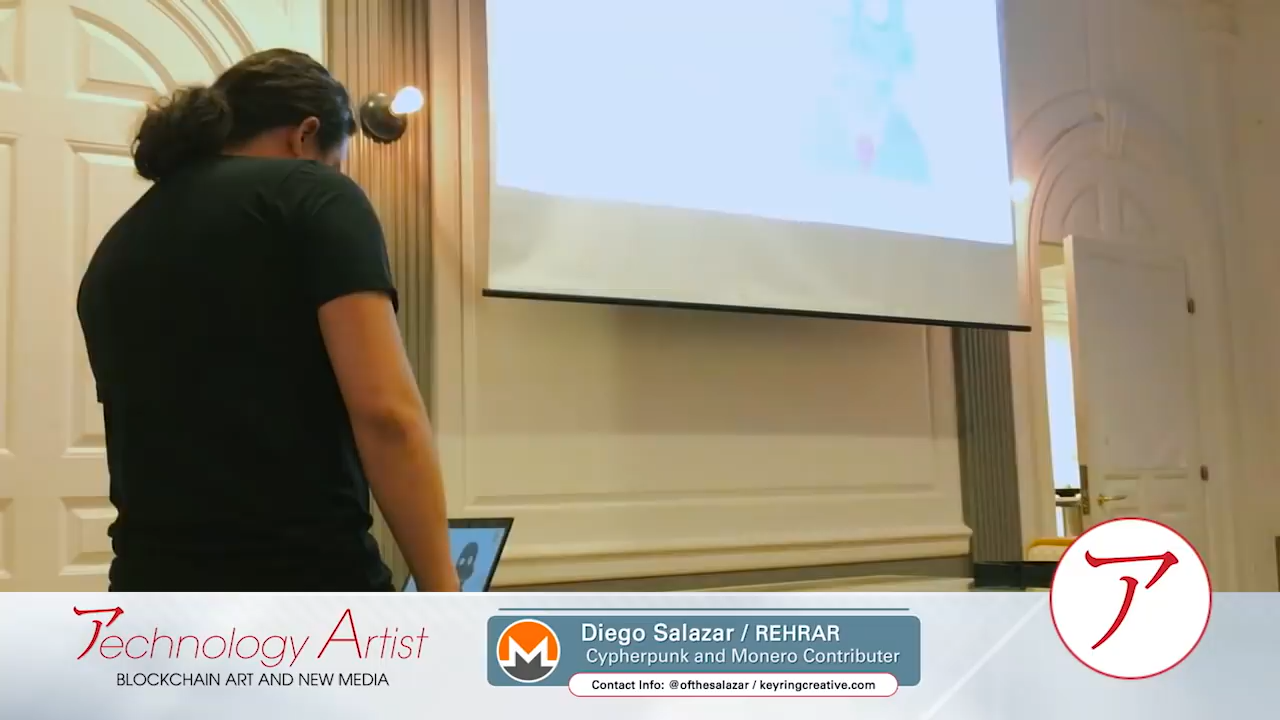 Technology Artist
BLOCKCHAIN ART AND NEW MEDIA
Diego Salazar / REHRAR
Cypherpunk and Monero Contributer
Contact Info: @ofthesalazar / keyringcreative.com
ア